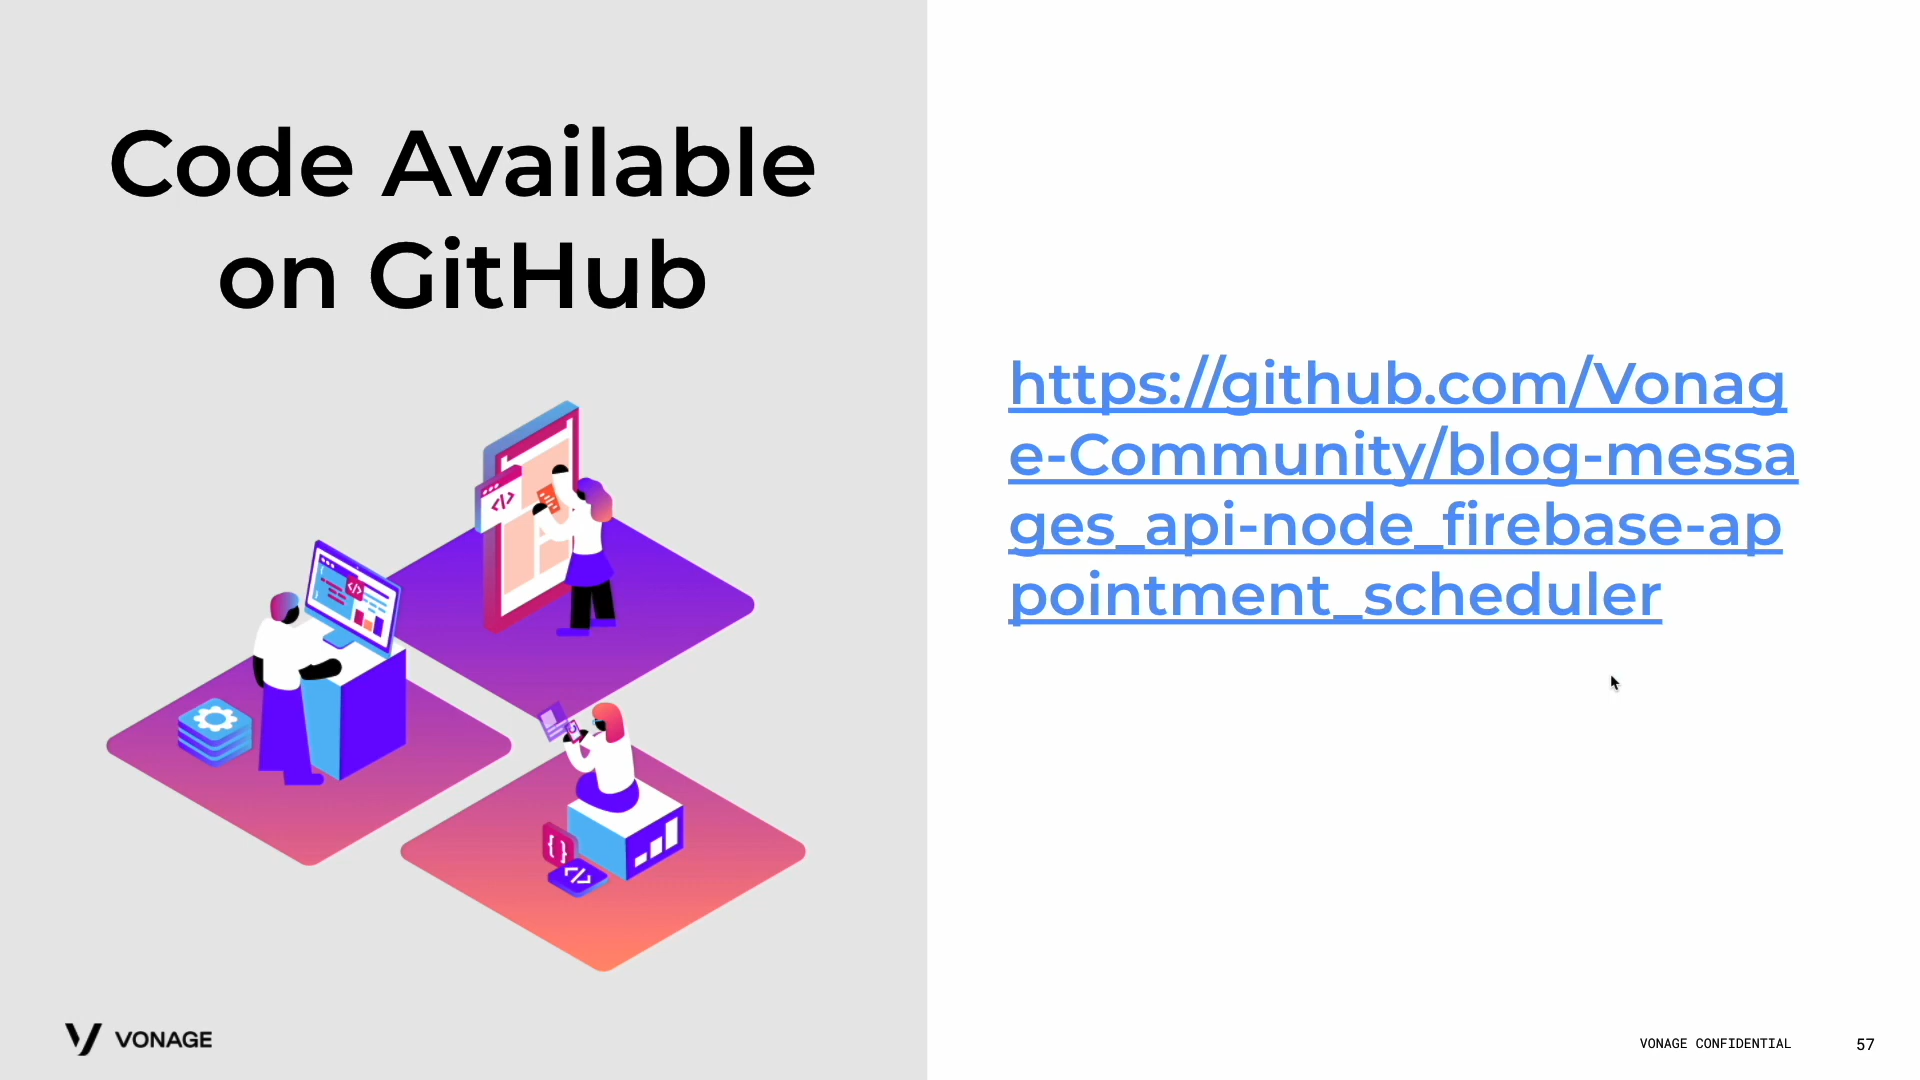 Code Available
on GitHub
https://github.com/Vonag
e-Community/blog-messa
ges_api-node_firebase-ap
pointment_scheduler
</>
</>
{}
</>
VONAGE
VONAGE CONFIDENTIAL
57